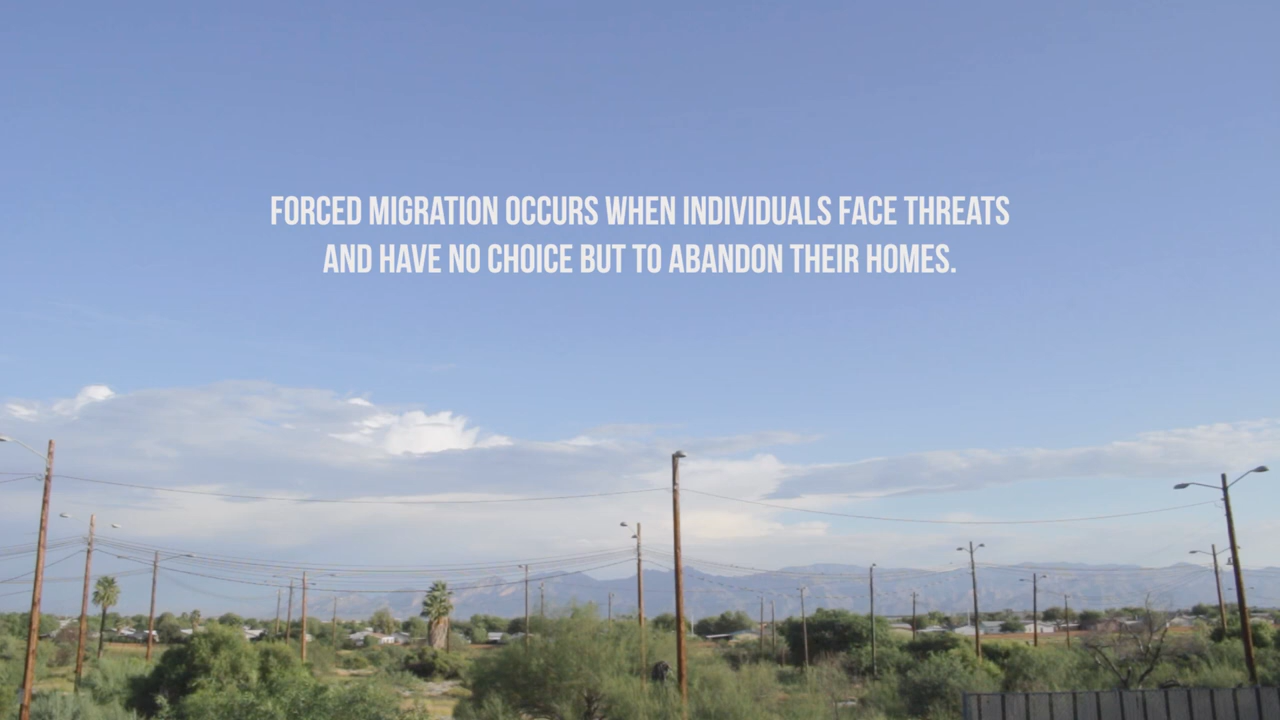 FORCED MIGRATION OCCURS WHEN INDIVIDUALS FACE THREATS
AND HAVE NO CHOICE BUT TO ABANDON THEIR HOMES.